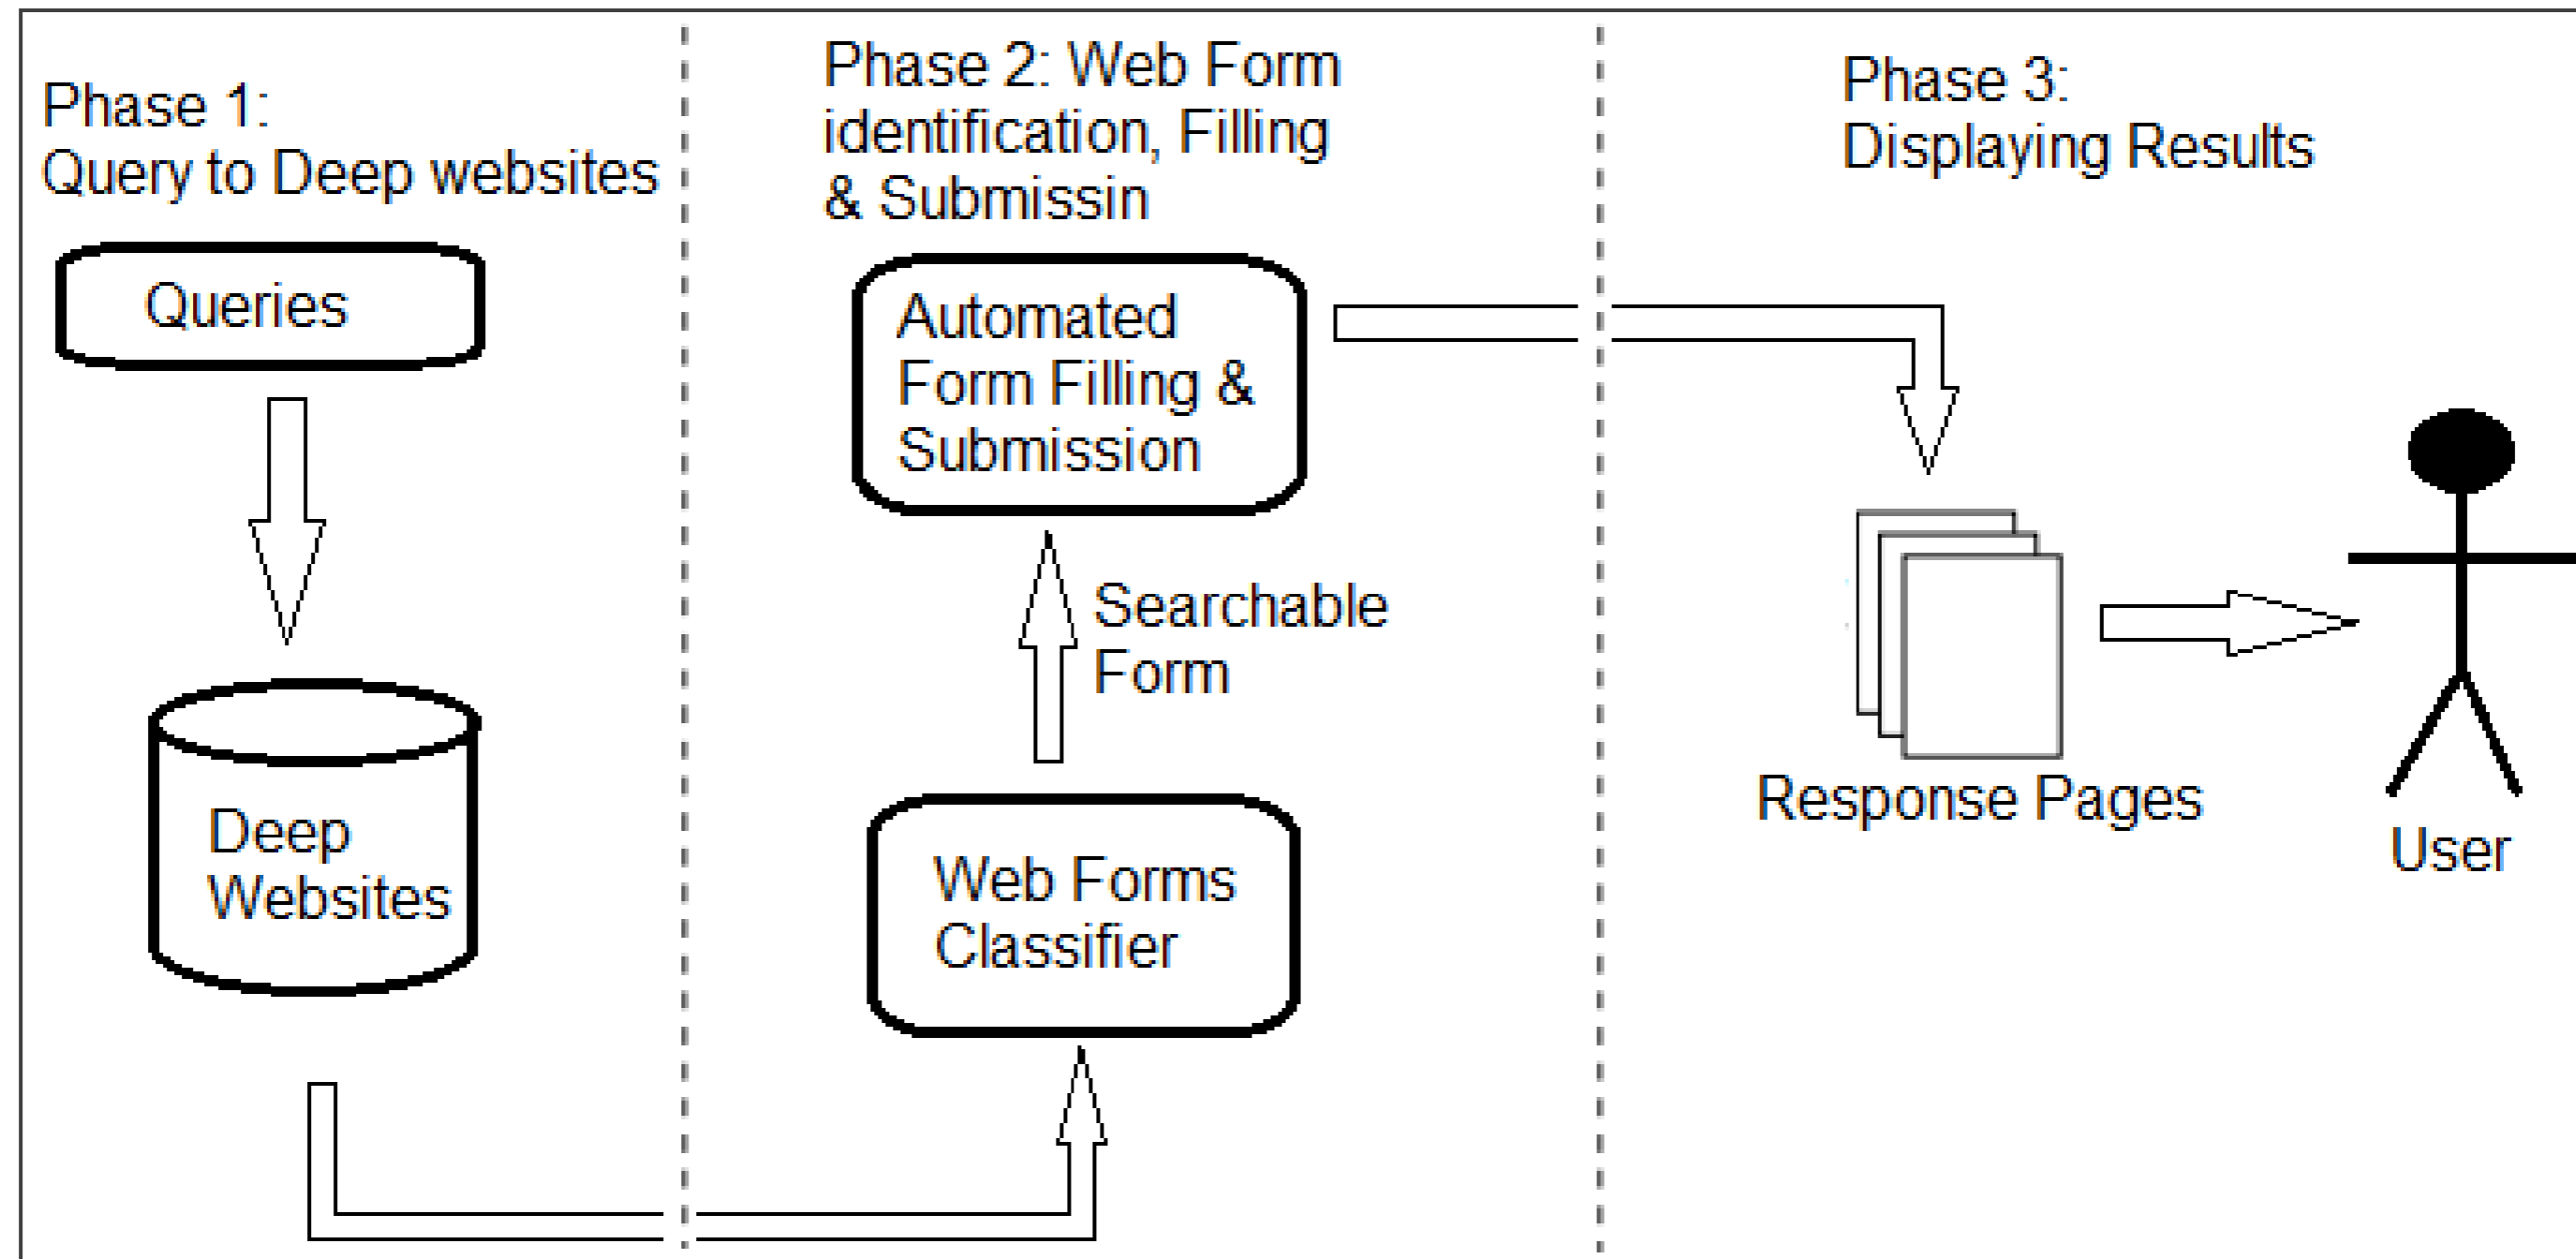 Phase 1:
Query to Deep websites
Queries
Deep
Websites
Phase 2: Web Form
identification, Filling
& Submissin
Automated
Form Filling &
Submission
Searchable
Form
Web Forms
Classifier
Phase 3:
Displaying Results
Response Pages
User